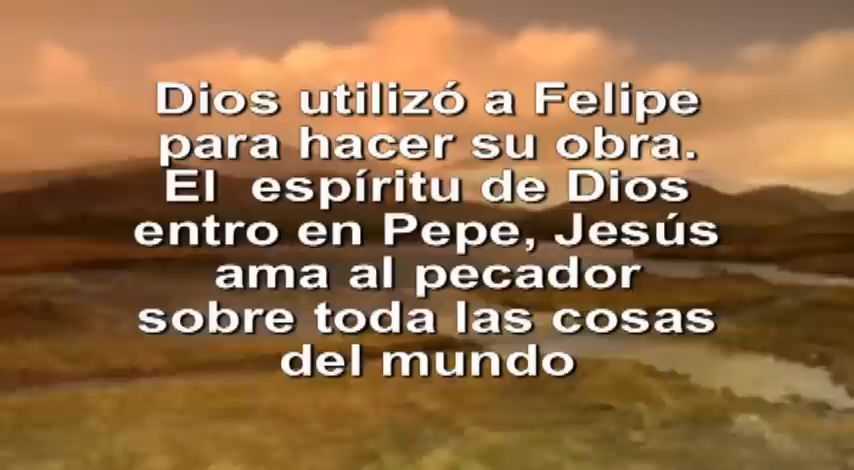 Dios utilizó a Felipe
para hacer su obra.
El espíritu de Dios
entro en Pepe, Jesús
ama al pecador
sobre toda las cosas
del mundo